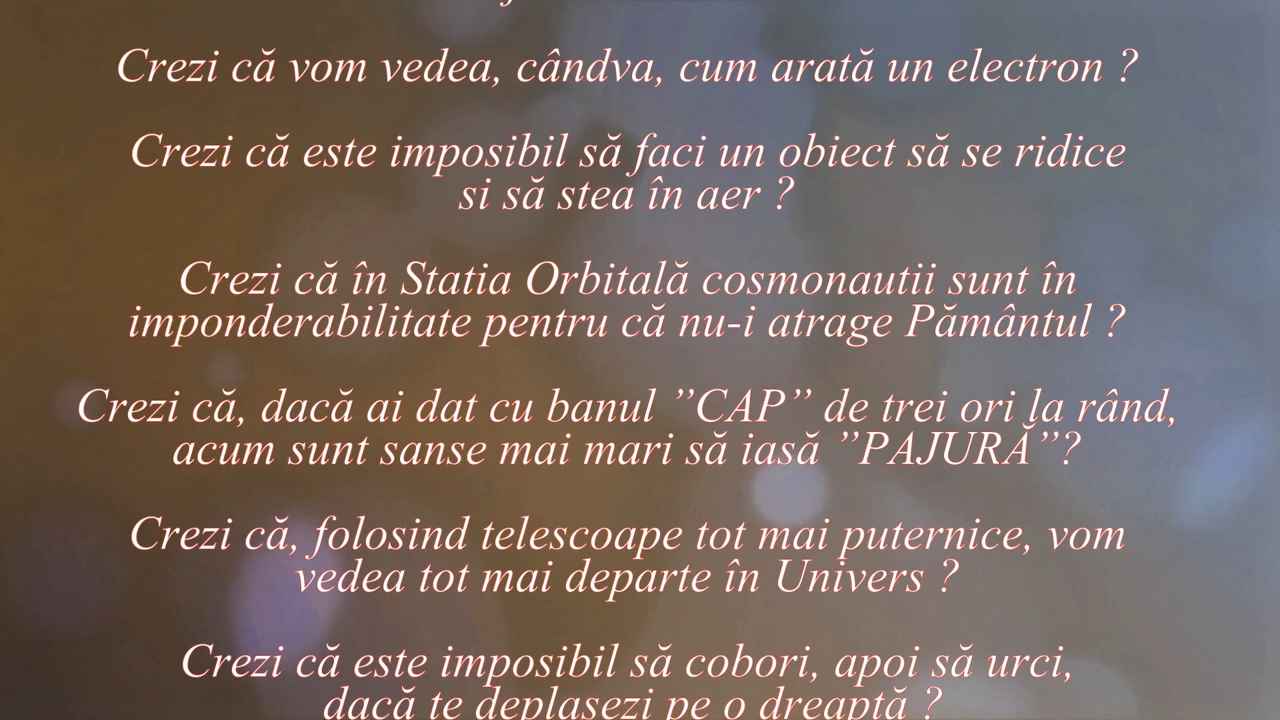 Crezi că vom vedea, cândva, cum arată un electron ?
Crezi că este imposibil să faci un obiect să se ridice
si să stea în aer ?
Crezi că în Statia Orbitală cosmonautii sunt în
imponderabilitate pentru că nu-i atrage Pământul ?
Crezi că, dacă ai dat cu banul ”CAP” de trei ori la rând,
acum sunt sanse mai mari să iasă ”PAJURĂ”?
Crezi că, folosind telescoape tot mai puternice, vom
vedea tot mai departe în Univers ?
Crezi că este imposibil să cobori, apoi să urci,
dacă te deplasezi pe o dreaptă ?